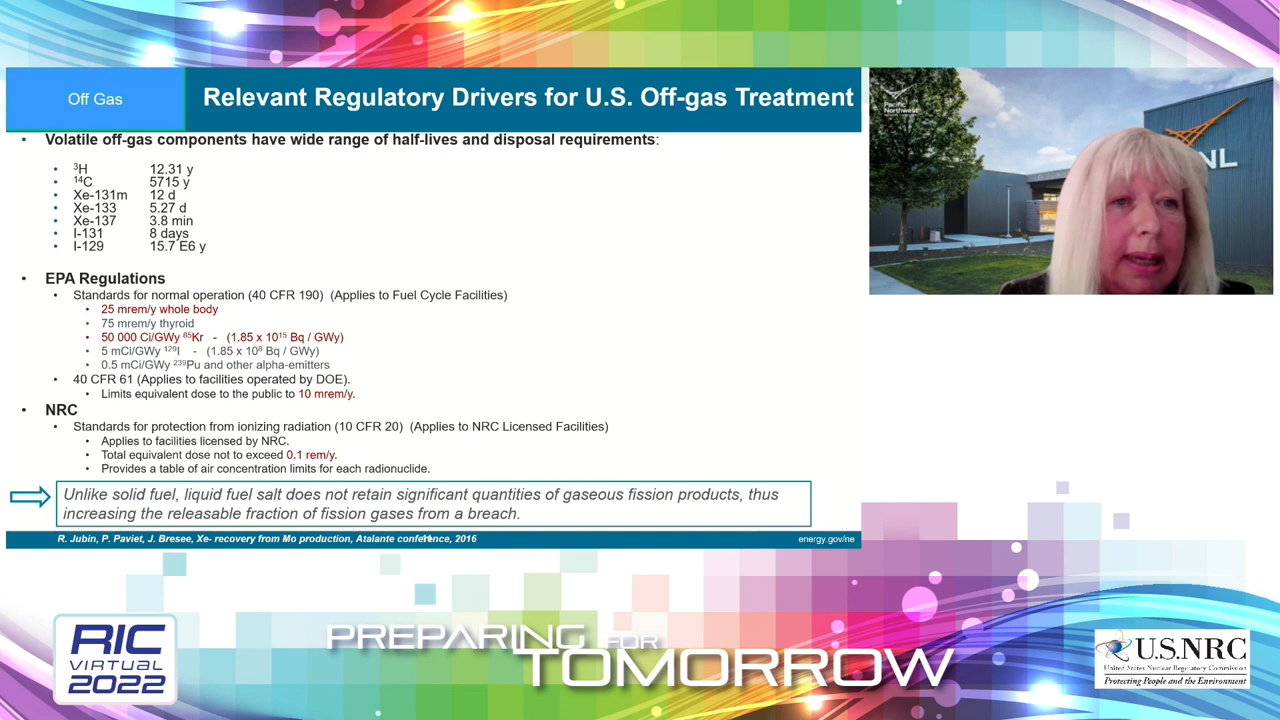 Off Gas
Relevant Regulatory Drivers for U.S. Off-gas Treatment
• Volatile off-gas components have wide range of half-lives and disposal requirements:
• ³H 12.31 y
• ¹⁴C 5715 y
• Xe-131m 12 d
• Xe-133 5.27 d
• Xe-137 3.8 min
• I-131 8 days
• I-129 15.7 E6 y
• EPA Regulations
• Standards for normal operation (40 CFR 190) (Applies to Fuel Cycle Facilities)
• 25 mrem/y whole body
• 75 mrem/y thyroid
• 50 000 Ci/GWy ⁸⁵Kr - (1.85 x 10¹⁵ Bq / GWy)
• 5 mCi/GWy ¹²⁹I - (1.85 x 10⁸ Bq / GWy)
• 0.5 mCi/GWy ²³⁹Pu and other alpha-emitters
• 40 CFR 61 (Applies to facilities operated by DOE).
• Limits equivalent dose to the public to 10 mrem/y.
• NRC
• Standards for protection from ionizing radiation (10 CFR 20) (Applies to NRC Licensed Facilities)
• Applies to facilities licensed by NRC.
• Total equivalent dose not to exceed 0.1 rem/y.
• Provides a table of air concentration limits for each radionuclide.
Unlike solid fuel, liquid fuel salt does not retain significant quantities of gaseous fission products, thus
increasing the releasable fraction of fission gases from a breach.
R. Jubin, P. Paviet, J. Bresee, Xe- recovery from Mo production, Atalante conference, 2016
energy.gov/ne
Pacific
Northwest
NL
RIC
VIRTUAL
2022
PREPARING FOR
TOMORROW
U.S.NRC
United States Nuclear Regulatory Commission
Protecting People and the Environment